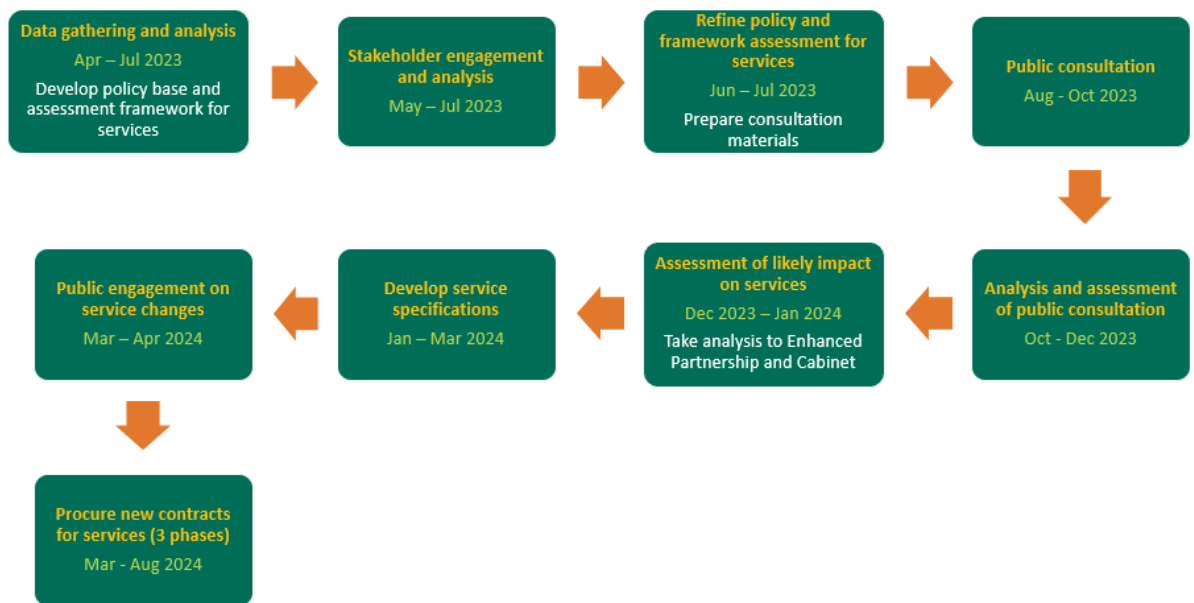 Data gathering and analysis
Apr – Jul 2023
Develop policy base and
assessment framework for
services
Stakeholder engagement
and analysis
May – Jul 2023
Refine policy and
framework assessment for
services
Jun – Jul 2023
Prepare consultation
materials
Public consultation
Aug - Oct 2023
Analysis and assessment
of public consultation
Oct - Dec 2023
Assessment of likely impact
on services
Dec 2023 – Jan 2024
Take analysis to Enhanced
Partnership and Cabinet
Develop service
specifications
Jan – Mar 2024
Public engagement on
service changes
Mar – Apr 2024
Procure new contracts
for services (3 phases)
Mar - Aug 2024